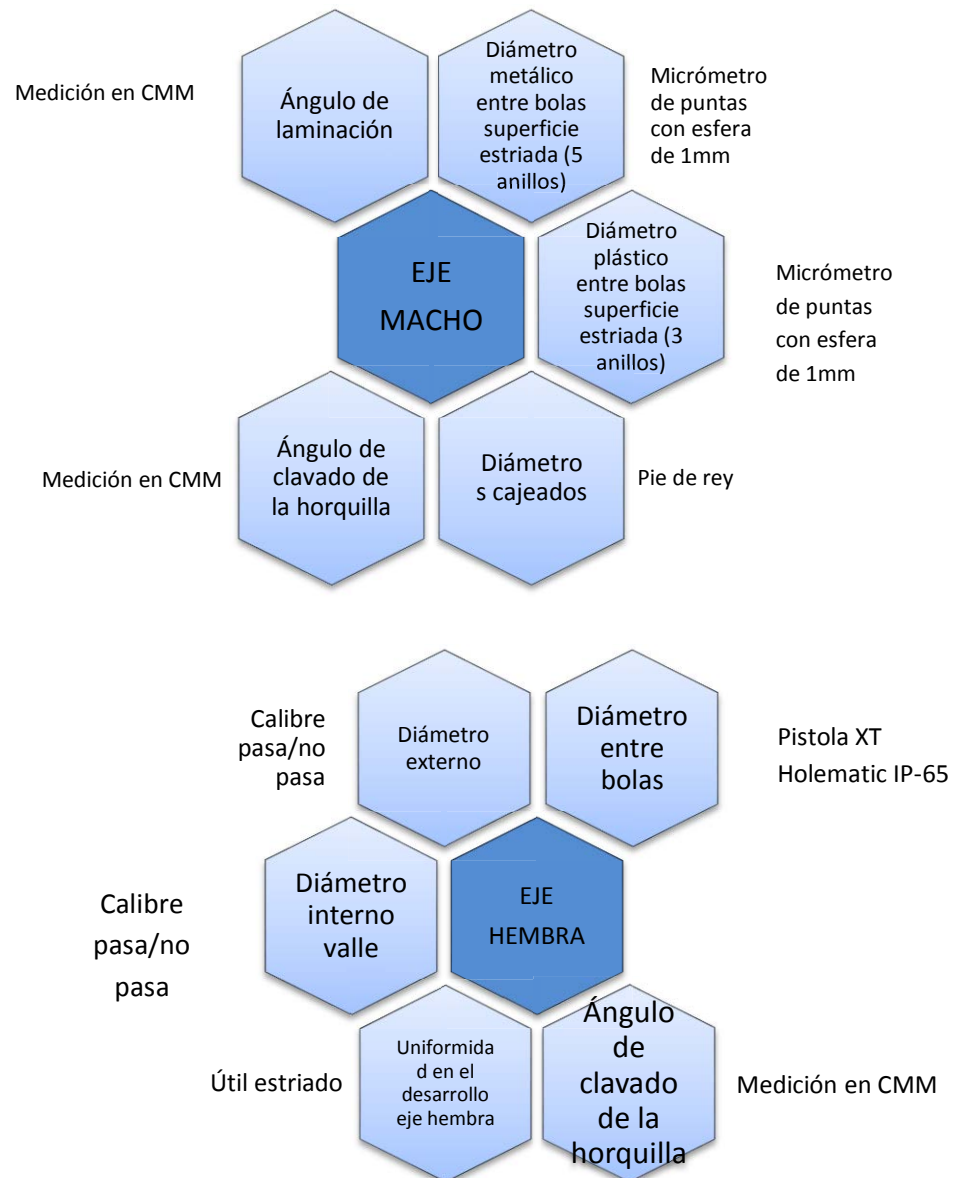 Medición en CMM
Ángulo de
laminación
Diámetro
metálico
entre bolas
superficie
estriada (5
anillos)
Micrómetro
de puntas
con esfera
de 1mm
EJE
MACHO
Diámetro
plástico
entre bolas
superficie
estriada (3
anillos)
Micrómetro
de puntas
con esfera
de 1mm
Medición en CMM
Ángulo de
clavado de
la horquilla
Diámetro
s cajeados
Pie de rey
Calibre
pasa/no
pasa
Diámetro
externo
Diámetro
entre
bolas
Pistola XT
Holematic IP-65
Calibre
pasa/no
pasa
Diámetro
interno
valle
EJE
HEMBRA
Útil estriado
Uniformida
d en el
desarrollo
eje hembra
Ángulo
de
clavado
de la
horquilla
Medición en CMM